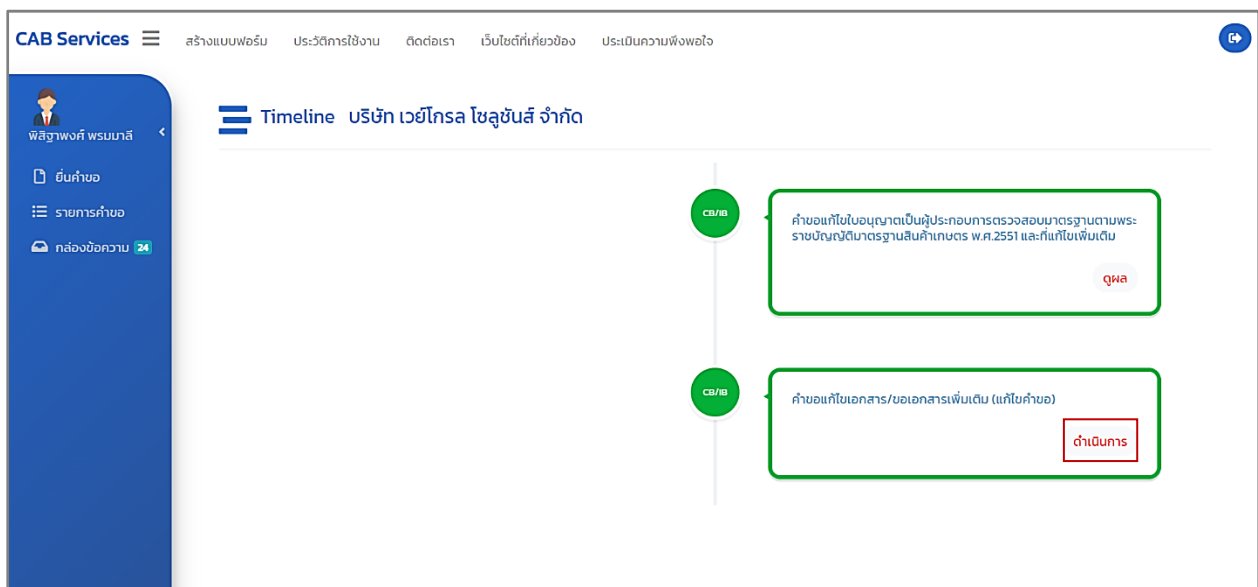 CAB Services สร้างแบบฟอร์ม ประวัติการใช้งาน ติดต่อเรา เว็บไซต์ที่เกี่ยวข้อง ประเมินความพึงพอใจ
พิสิฐาพงศ์ พรมมาลี
ยื่นคำขอ
รายการคำขอ
กล่องข้อความ 24
Timeline บริษัท เวย์โกรล โซลูชันส์ จำกัด
CB/IB
คำขอแก้ไขใบอนุญาตเป็นผู้ประกอบการตรวจสอบมาตรฐานตามพระ
ราชบัญญัติมาตรฐานสินค้าเกษตร พ.ศ.2551 และที่แก้ไขเพิ่มเติม
ดูผล
CB/IB
คำขอแก้ไขเอกสาร/ขอเอกสารเพิ่มเติม (แก้ไขคำขอ)
ดำเนินการ